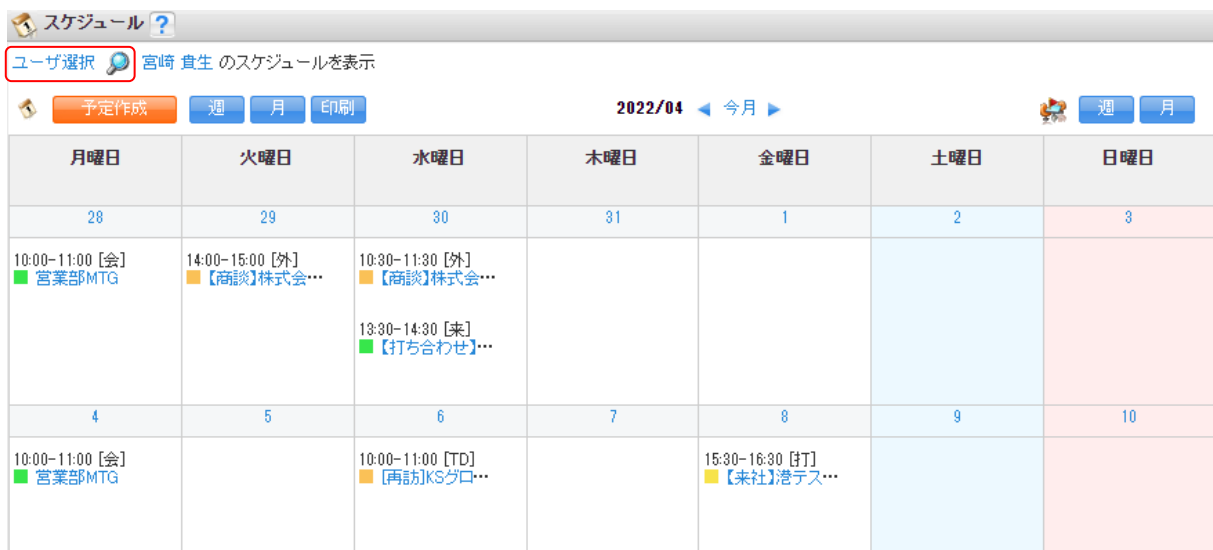 スケジュール ?
ユーザ選択 宮崎 貴生 のスケジュールを表示
予定作成 週 月 印刷 2022/04 今月 週 月
月曜日 火曜日 水曜日 木曜日 金曜日 土曜日 日曜日
28 29 30 31 1 2 3
10:00-11:00 [会] 14:00-15:00 [外] 10:30-11:30 [外]
営業部MTG 【商談】株式会… 【商談】株式会…
13:30-14:30 [来]
【打ち合わせ】…
4 5 6 7 8 9 10
10:00-11:00 [会] 10:00-11:00 [TD] 15:30-16:30 [打]
営業部MTG [再訪]KSグロ… 【来社】港テス…